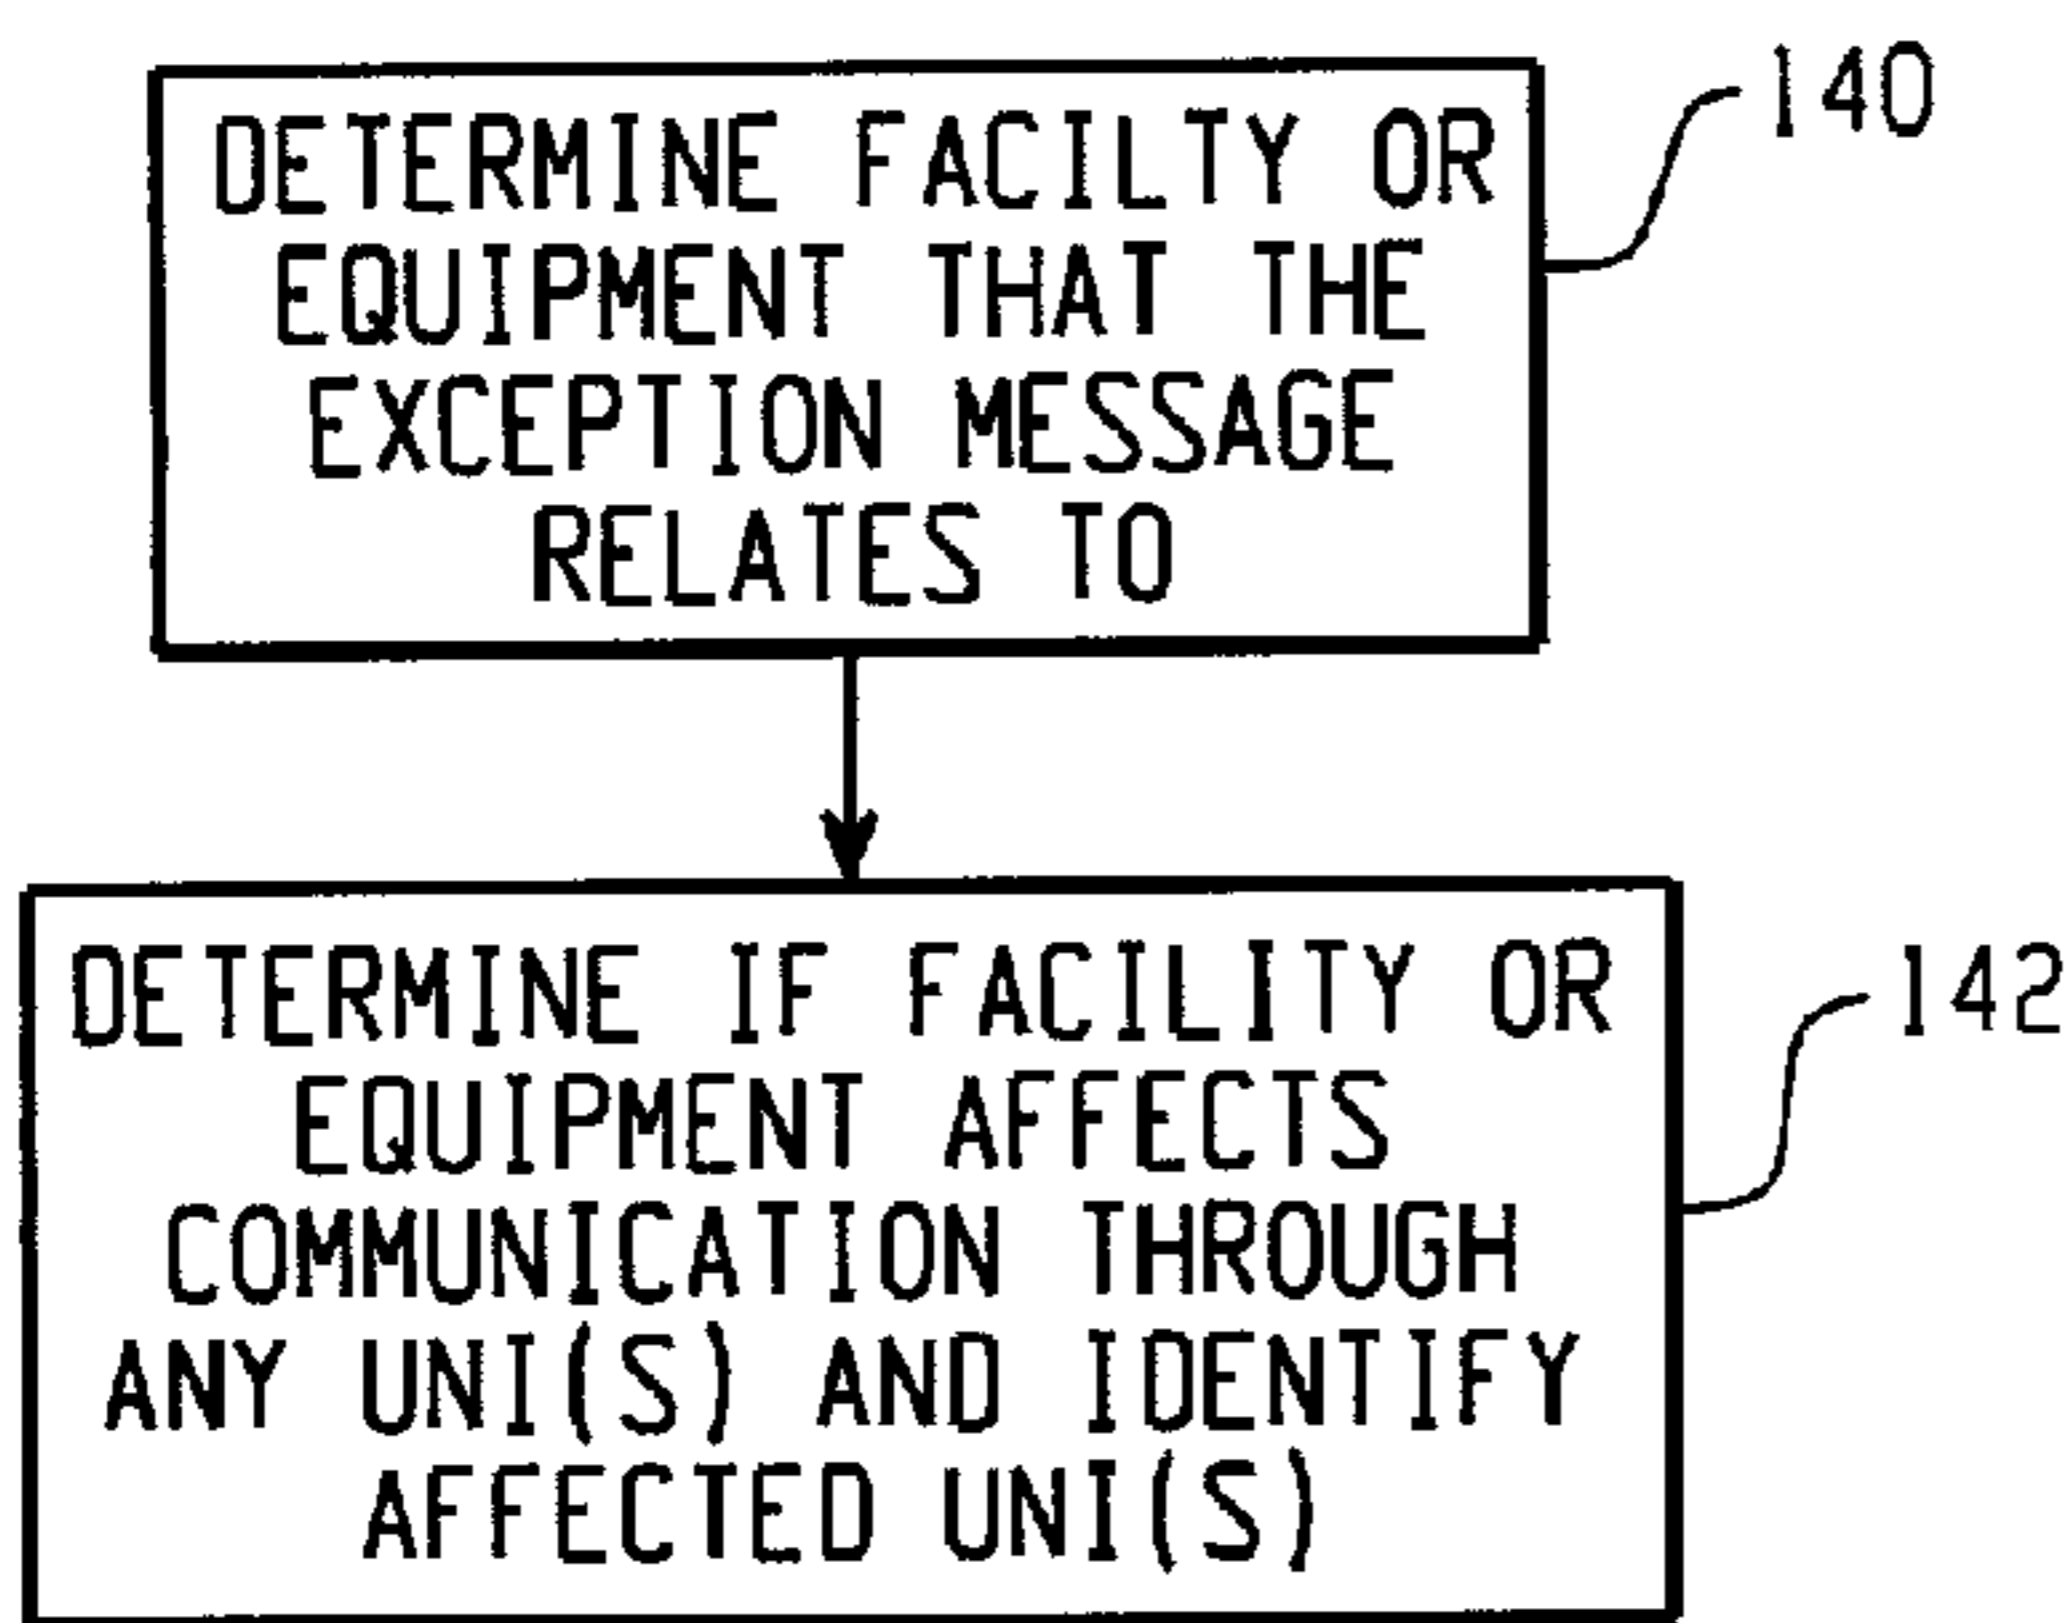 DETERMINE FACILTY OR
EQUIPMENT THAT THE
EXCEPTION MESSAGE
RELATES TO
140
DETERMINE IF FACILITY OR
EQUIPMENT AFFECTS
COMMUNICATION THROUGH
ANY UNI(S) AND IDENTIFY
AFFECTED UNI(S)
142